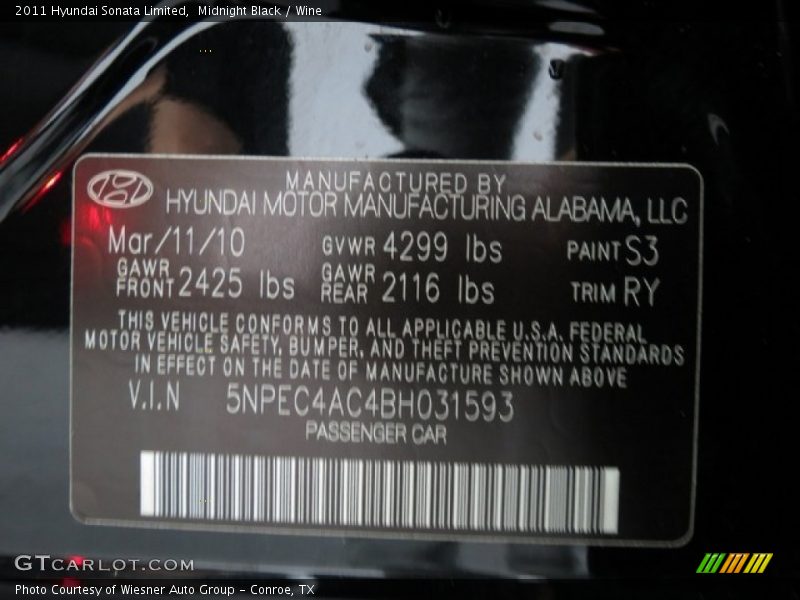 2011 Hyundai Sonata Limited,  Midnight Black / Wine
MANUFACTURED BY
HYUNDAI MOTOR MANUFACTURING ALABAMA, LLC
Mar/11/10 GVWR 4299 lbs PAINT S3
GAWR FRONT 2425 lbs GAWR REAR 2116 lbs TRIM RY
THIS VEHICLE CONFORMS TO ALL APPLICABLE U.S.A. FEDERAL
MOTOR VEHICLE SAFETY, BUMPER, AND THEFT PREVENTION STANDARDS
IN EFFECT ON THE DATE OF MANUFACTURE SHOWN ABOVE
V.I.N 5NPEC4AC4BH031593
PASSENGER CAR
GTCARLOT.COM
Photo Courtesy of Wiesner Auto Group - Conroe, TX